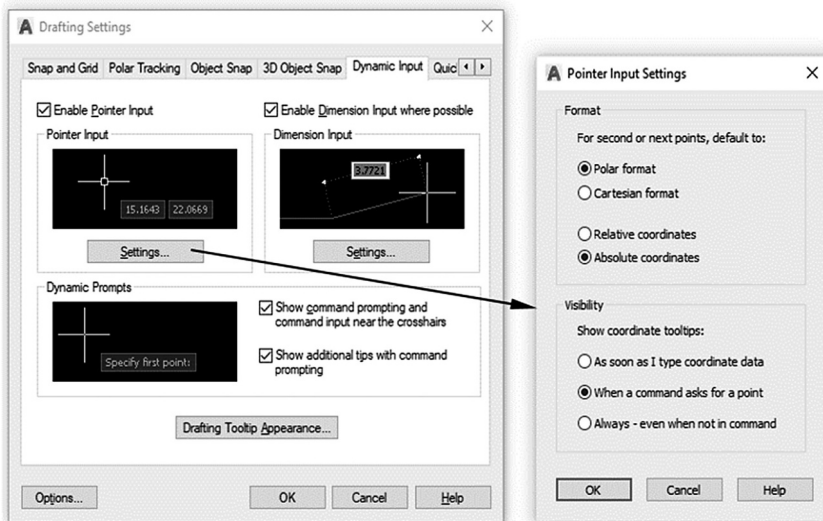 Drafting Settings
Snap and Grid Polar Tracking Object Snap 3D Object Snap Dynamic Input Quic
Enable Pointer Input
Enable Dimension Input where possible
Pointer Input
15.1643 22.0669
Settings...
Dimension Input
3.7721
Settings...
Dynamic Prompts
Specify first point:
Show command prompting and
command input near the crosshairs
Show additional tips with command
prompting
Drafting Tooltip Appearance...
Options...
OK
Cancel
Help
Pointer Input Settings
Format
For second or next points, default to:
Polar format
Cartesian format
Relative coordinates
Absolute coordinates
Visibility
Show coordinate tooltips:
As soon as I type coordinate data
When a command asks for a point
Always - even when not in command
OK
Cancel
Help